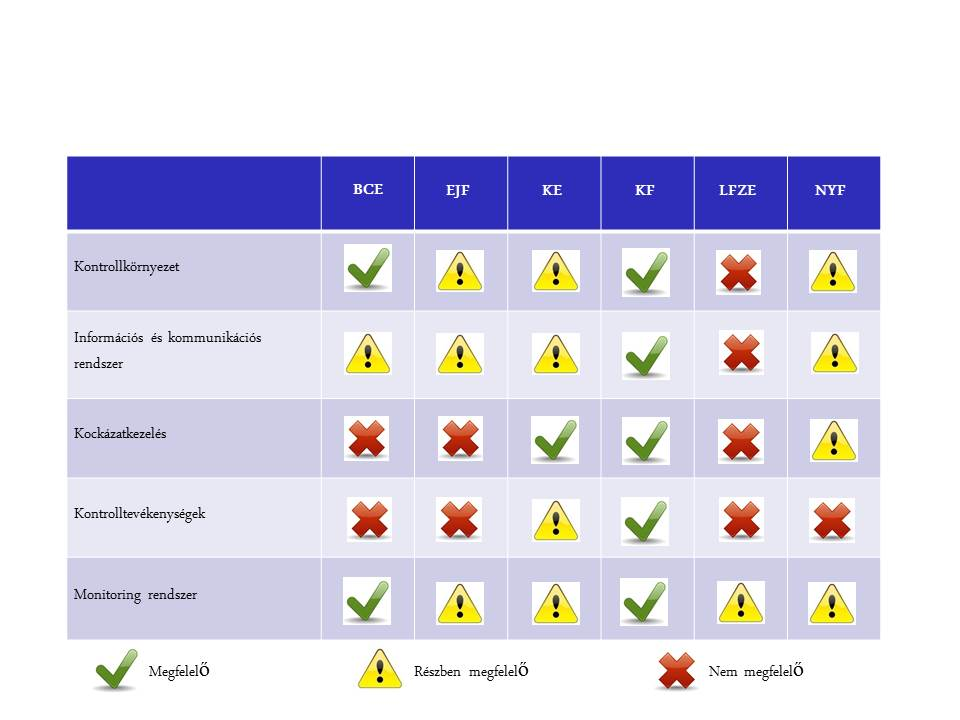 BCE EJF KE KF LFZE NYF
Kontrollkörnyezet
Információs és kommunikációs
rendszer
Kockázatkezelés
Kontrolltevékenységek
Monitoring rendszer
Megfelelő Részben megfelelő Nem megfelelő